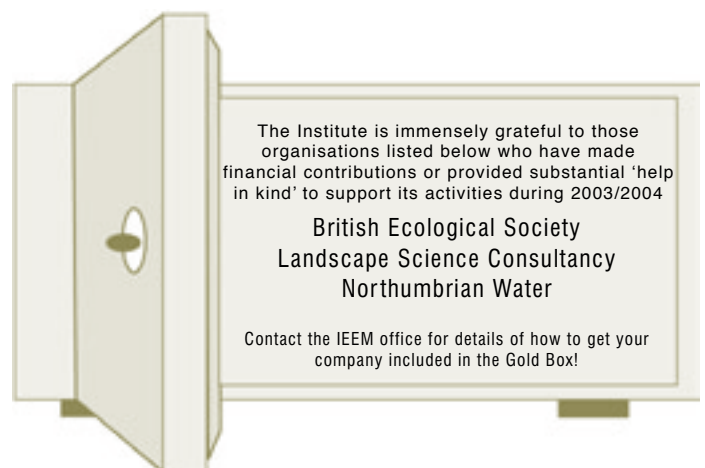 The Institute is immensely grateful to those
organisations listed below who have made
financial contributions or provided substantial ‘help
in kind’ to support its activities during 2003/2004
British Ecological Society
Landscape Science Consultancy
Northumbrian Water
Contact the IEEM office for details of how to get your
company included in the Gold Box!